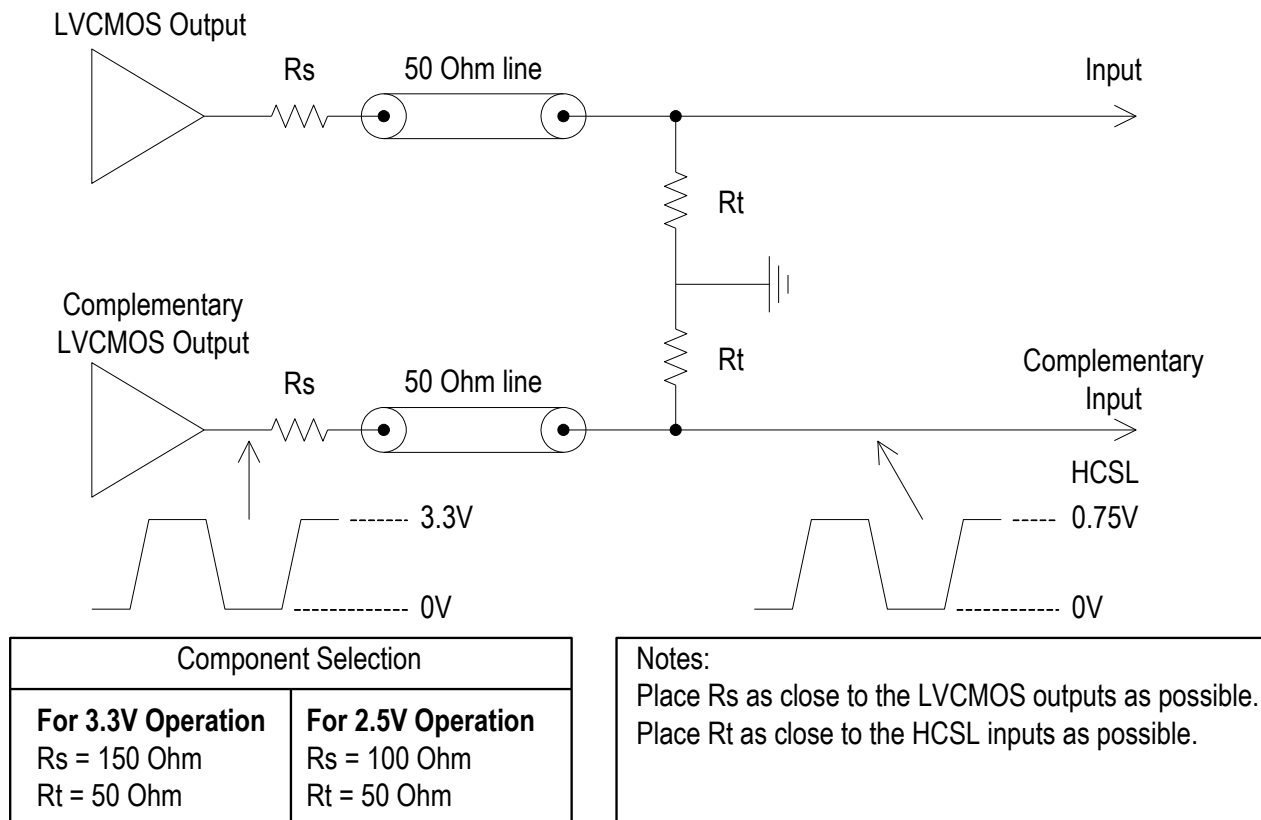 LVCMOS Output
Rs
50 Ohm line
Input
Rt
Complementary
LVCMOS Output
Rs
50 Ohm line
Rt
Complementary
Input
HCSL
3.3V
0V
0.75V
0V
Component Selection
For 3.3V Operation
Rs = 150 Ohm
Rt = 50 Ohm
For 2.5V Operation
Rs = 100 Ohm
Rt = 50 Ohm
Notes:
Place Rs as close to the LVCMOS outputs as possible.
Place Rt as close to the HCSL inputs as possible.